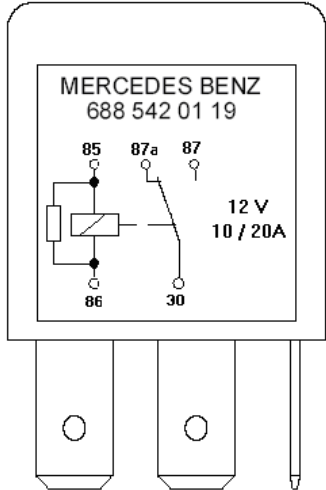 MERCEDES BENZ
688 542 01 19
85 87a 87
12 V
10 / 20A
86 30